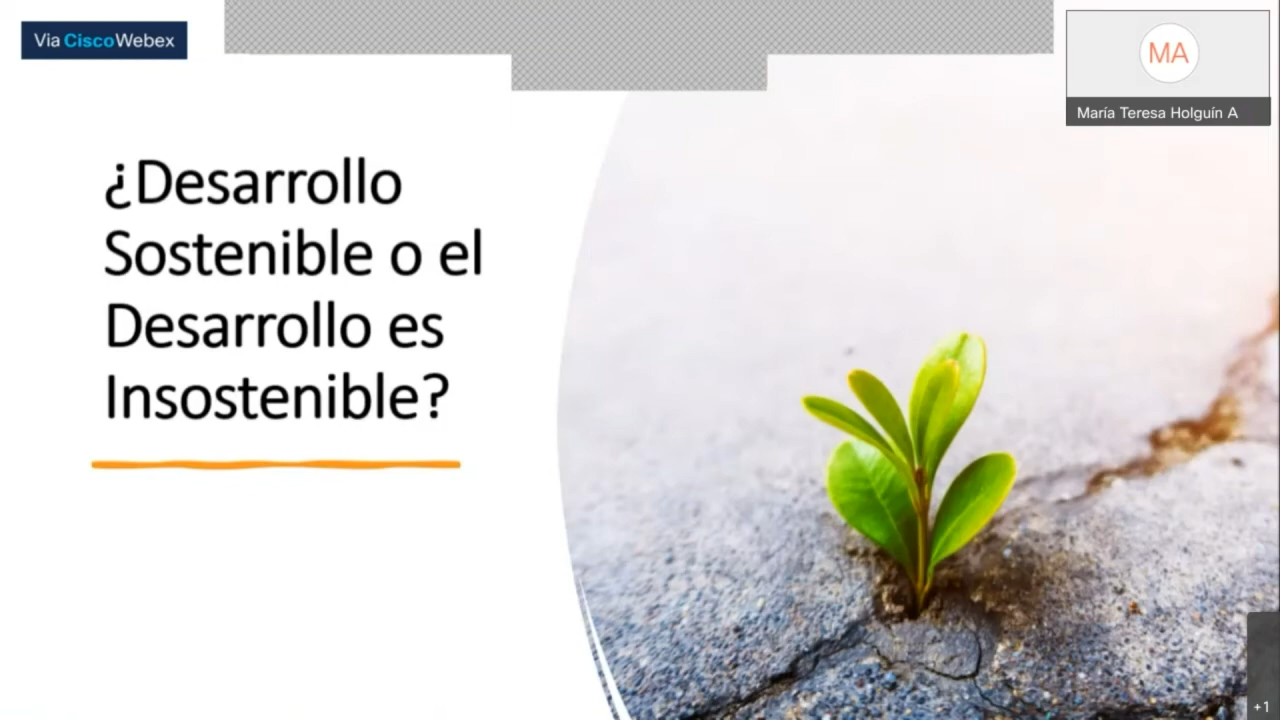 Via CiscoWebex
MA
María Teresa Holguín A
¿Desarrollo
Sostenible o el
Desarrollo es
Insostenible?
+1